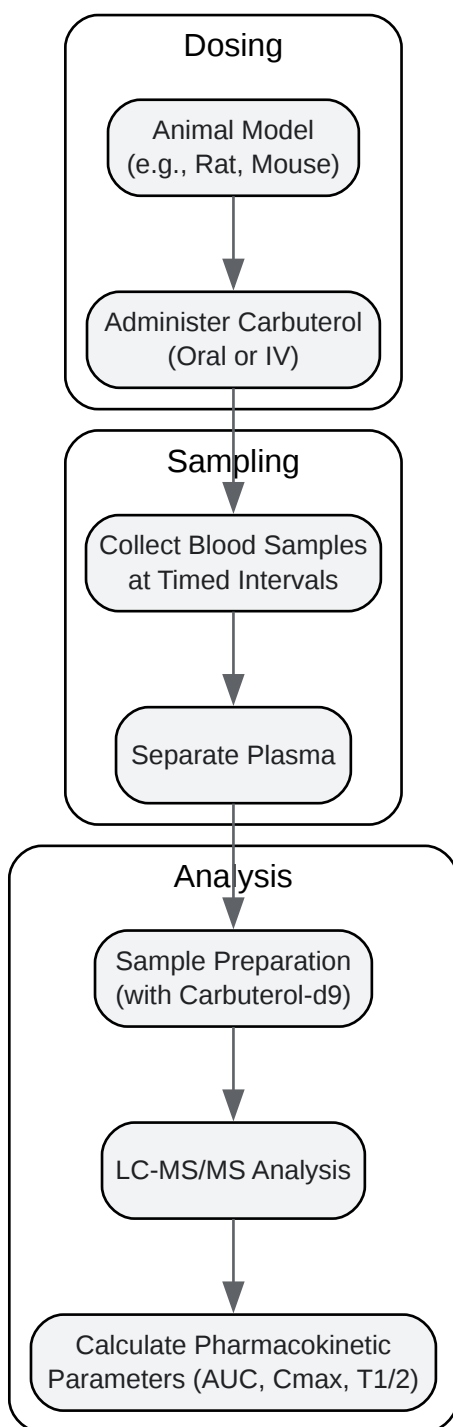 Dosing
Animal Model
(e.g., Rat, Mouse)
Administer Carbuterol
(Oral or IV)
Sampling
Collect Blood Samples
at Timed Intervals
Separate Plasma
Analysis
Sample Preparation
(with Carbuterol-d9)
LC-MS/MS Analysis
Calculate Pharmacokinetic
Parameters (AUC, Cmax, T1/2)